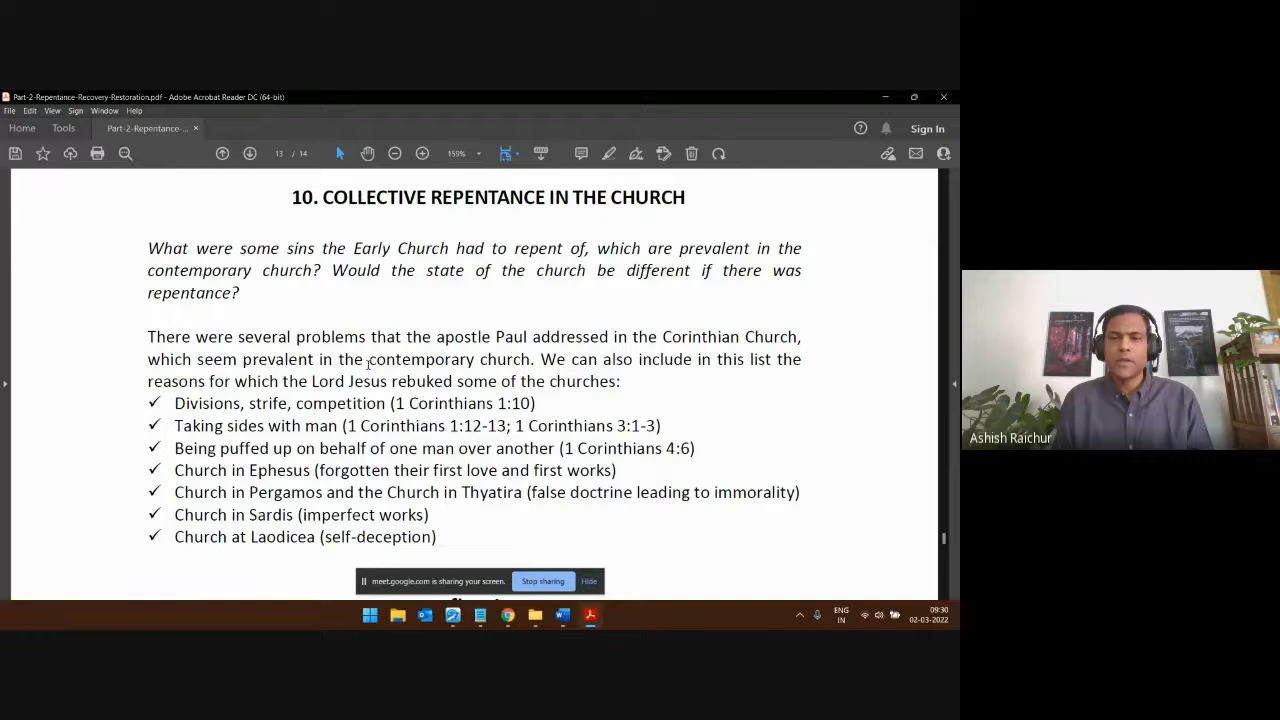 Part-2-Repentance-Recovery-Restoration.pdf - Adobe Acrobat Reader DC (64-bit)
File Edit View Sign Window Help
Home Tools Part-2-Repentance-... × Sign In
13 / 14 159%
10. COLLECTIVE REPENTANCE IN THE CHURCH
What were some sins the Early Church had to repent of, which are prevalent in the
contemporary church? Would the state of the church be different if there was
repentance?
There were several problems that the apostle Paul addressed in the Corinthian Church,
which seem prevalent in the contemporary church. We can also include in this list the
reasons for which the Lord Jesus rebuked some of the churches:
✓ Divisions, strife, competition (1 Corinthians 1:10)
✓ Taking sides with man (1 Corinthians 1:12-13; 1 Corinthians 3:1-3)
✓ Being puffed up on behalf of one man over another (1 Corinthians 4:6)
✓ Church in Ephesus (forgotten their first love and first works)
✓ Church in Pergamos and the Church in Thyatira (false doctrine leading to immorality)
✓ Church in Sardis (imperfect works)
✓ Church at Laodicea (self-deception)
meet.google.com is sharing your screen. Stop sharing Hide
ENG
IN
09:30
02-03-2022
Ashish Raichur